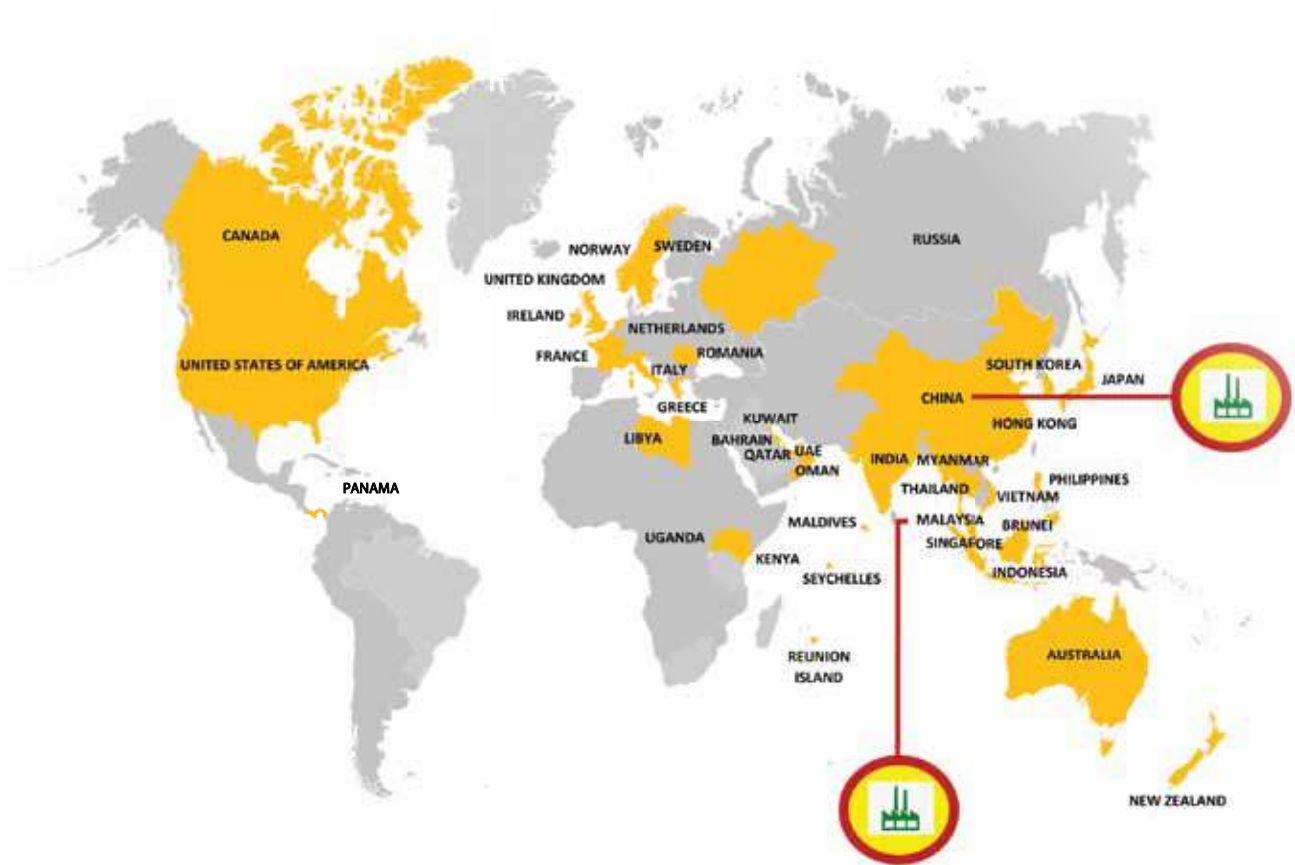 CANADA
RUSSIA
NORWAY
SWEDEN
UNITED KINGDOM
IRELAND
NETHERLANDS
FRANCE
ROMANIA
UNITED STATES OF AMERICA
ITALY
SOUTH KOREA
JAPAN
CHINA
GREECE
KUWAIT
HONG KONG
LIBYA
BAHRAIN
QATAR
UAE
OMAN
INDIA
MYANMAR
PHILIPPINES
THAILAND
VIETNAM
PANAMA
MALDIVES
MALAYSIA
BRUNEI
UGANDA
SINGAFORE
KENYA
INDONESIA
SEYCHELLES
REUNION
ISLAND
AUSTRALIA
NEW ZEALAND